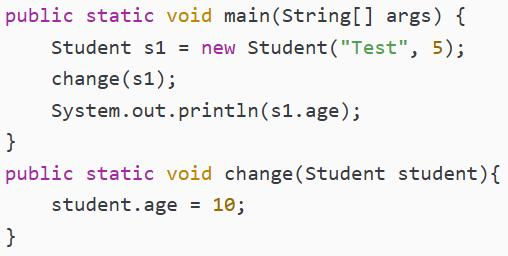 public static void main(String[] args) {
    Student s1 = new Student("Test", 5);
    change(s1);
    System.out.println(s1.age);
}
public static void change(Student student){
    student.age = 10;
}